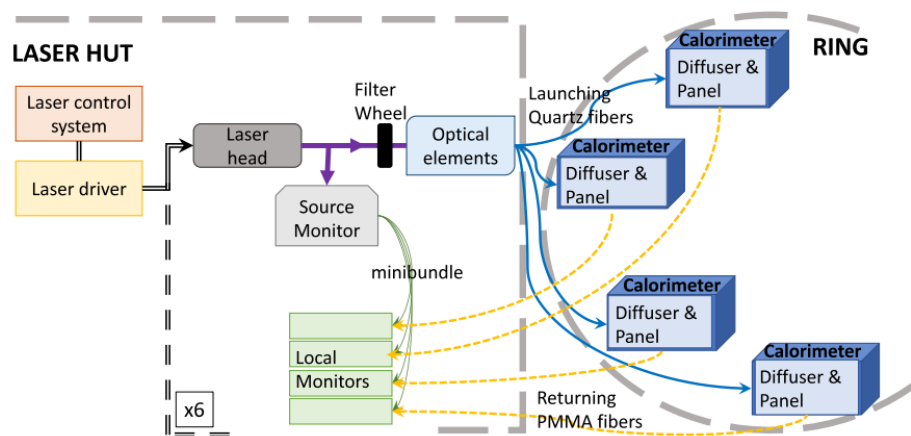 LASER HUT
RING
Laser control
system
Laser driver
Laser
head
Filter
Wheel
Optical
elements
Source
Monitor
minibundle
Local
Monitors
x6
Launching
Quartz fibers
Calorimeter
Diffuser &
Panel
Calorimeter
Diffuser &
Panel
Calorimeter
Diffuser &
Panel
Calorimeter
Diffuser &
Panel
Returning
PMMA fibers